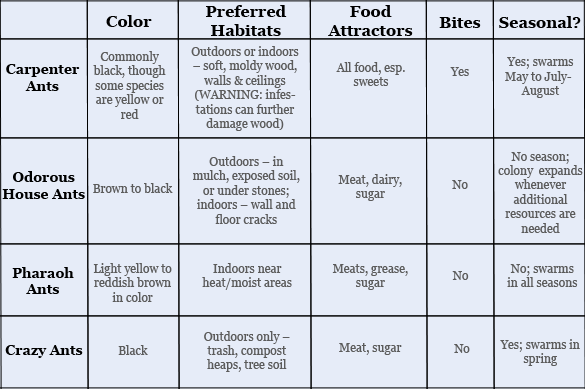 Color
Preferred
Habitats
Food
Attractors
Bites
Seasonal?
Carpenter
Ants
Commonly
black, though
some species
are yellow or
red
Outdoors or indoors
– soft, moldy wood,
walls & ceilings
(WARNING: infes-
tations can further
damage wood)
All food, esp.
sweets
Yes
Yes; swarms
May to July-
August
Odorous
House Ants
Brown to black
Outdoors – in
mulch, exposed soil,
or under stones;
indoors – wall and
floor cracks
Meat, dairy,
sugar
No
No season;
colony expands
whenever
additional
resources are
needed
Pharaoh
Ants
Light yellow to
reddish brown
in color
Indoors near
heat/moist areas
Meats, grease,
sugar
No
No; swarms
in all seasons
Crazy Ants
Black
Outdoors only –
trash, compost
heaps, tree soil
Meat, sugar
No
Yes; swarms in
spring